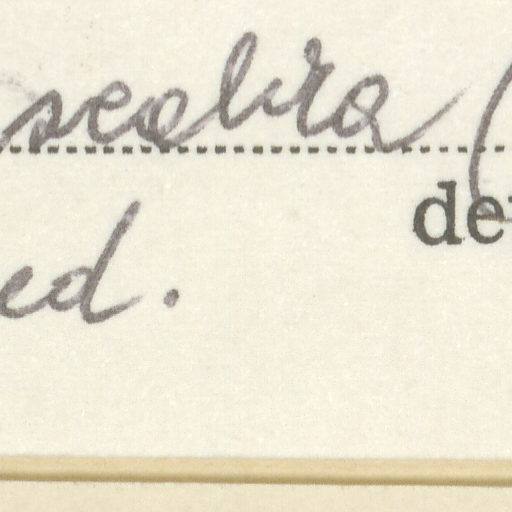 scabra (
de
ed.